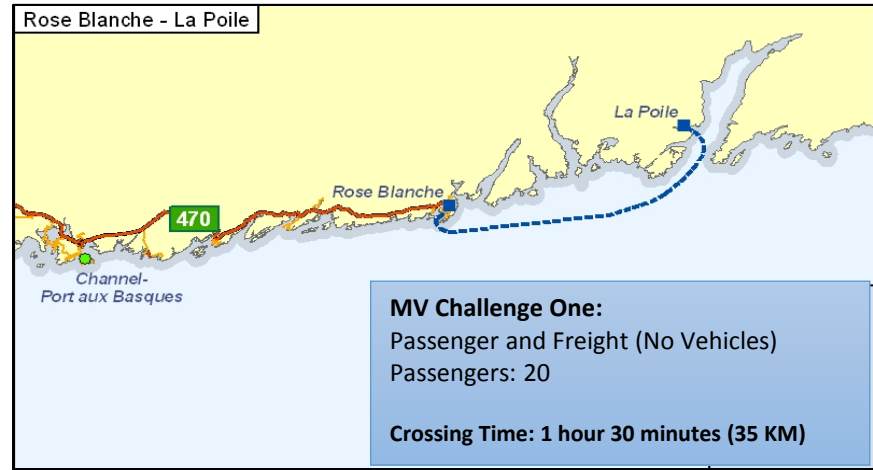 Rose Blanche - La Poile
La Poile
Rose Blanche
470
Channel-
Port aux Basques
MV Challenge One:
Passenger and Freight (No Vehicles)
Passengers: 20
Crossing Time: 1 hour 30 minutes (35 KM)